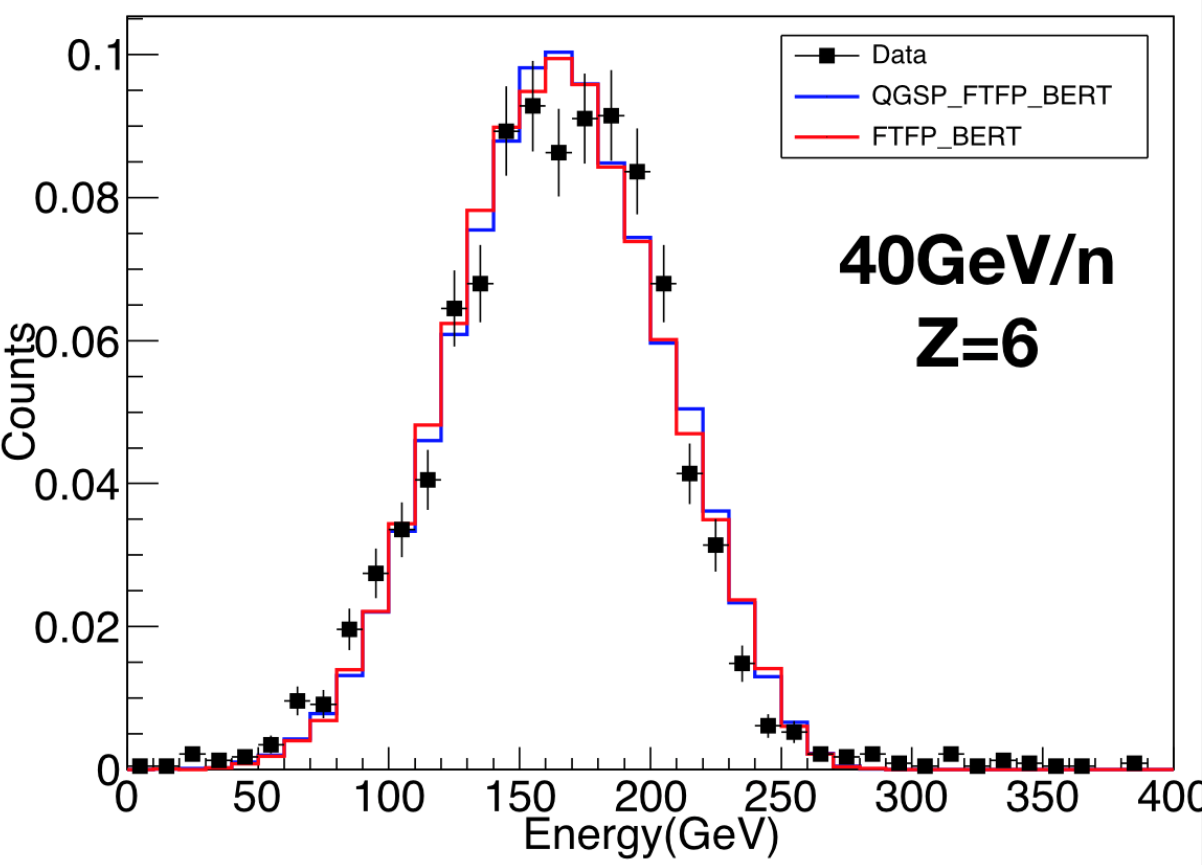 0.1
0.08
0.06
0.04
0.02
0
Counts
Data
QGSP_FTFP_BERT
FTFP_BERT
40GeV/n
Z=6
0 50 100 150 200 250 300 350 400
Energy(GeV)